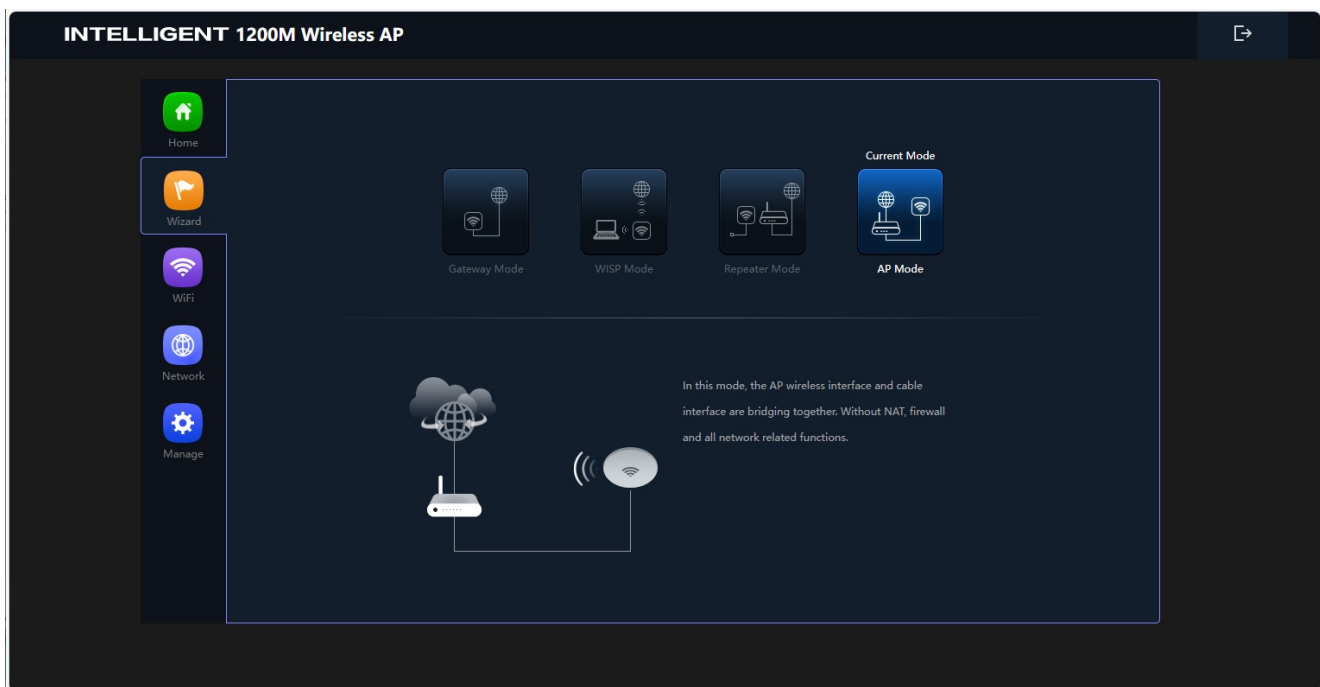 INTELLIGENT 1200M Wireless AP
Home
Wizard
WiFi
Network
Manage
Current Mode
Gateway Mode
WISP Mode
Repeater Mode
AP Mode
In this mode, the AP wireless interface and cable
interface are bridging together. Without NAT, firewall
and all network related functions.